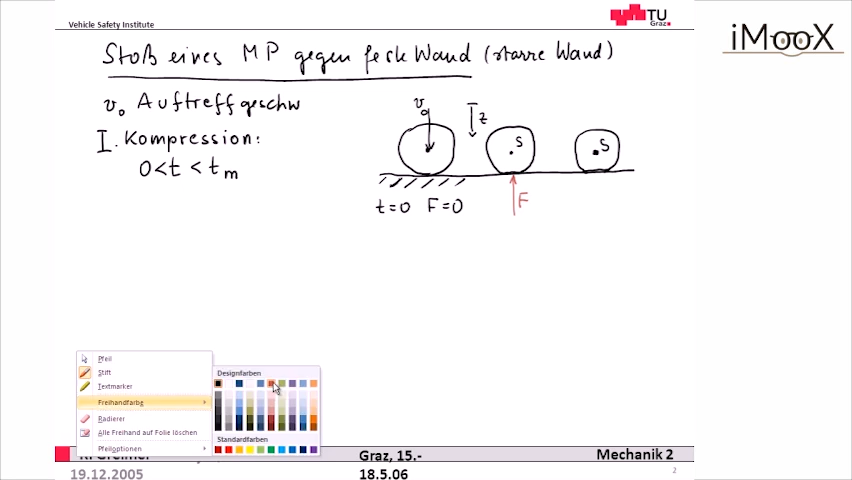 Vehicle Safety Institute
TU
Graz
iMooX
Stoß eines MP gegen feste Wand (starre Wand)
v₀ Auftreffgeschw
v₀
z
I. Kompression:
S
S
0<t<tm
t=0 F=0
F
Pfeil
Stift
Textmarker
Freihandfarbe
Radierer
Alle Freihand auf Folie löschen
Pfeiloptionen
Designfarben
Standardfarben
Graz, 15.-
Mechanik 2
19.12.2005
18.5.06
2